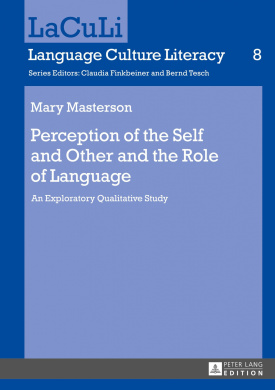 LaCuLi
Language Culture Literacy 8
Series Editors: Claudia Finkbeiner and Bernd Tesch
Mary Masterson
Perception of the Self
and Other and the Role
of Language
An Exploratory Qualitative Study
PETER LANG
EDITION